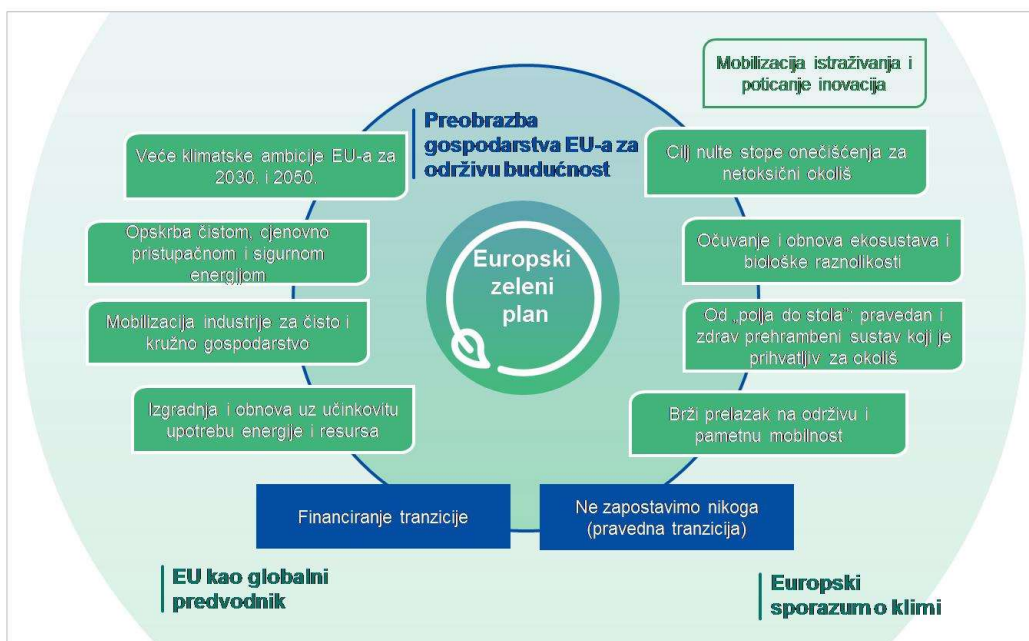 Mobilizacija istraživanja i
poticanje inovacija
Preobrazba
gospodarstva EU-a za
održivu budućnost
Veće klimatske ambicije EU-a za
2030. i 2050.
Opskrba čistom, cjenovno
pristupačnom i sigurnom
energijom
Mobilizacija industrije za čisto i
kružno gospodarstvo
Izgradnja i obnova uz učinkovitu
upotrebu energije i resursa
Europski
zeleni
plan
Cilj nulte stope onečišćenja za
netoksični okoliš
Očuvanje i obnova ekosustava i
biološke raznolikosti
Od „polja do stola”: pravedan i
zdrav prehrambeni sustav koji je
prihvatljiv za okoliš
Brži prelazak na održivu i
pametnu mobilnost
Financiranje tranzicije
Ne zapostavimo nikoga
(pravedna tranzicija)
EU kao globalni
predvodnik
Europski
sporazum o klimi